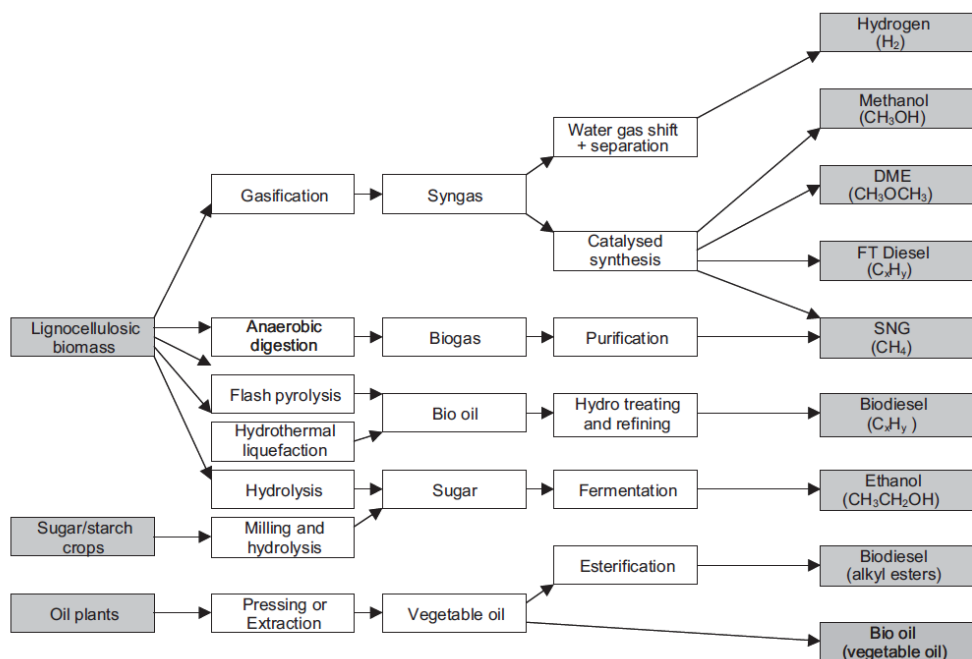 Hydrogen
(H₂)
Methanol
(CH₃OH)
Water gas shift
+ separation
DME
(CH₃OCH₃)
Gasification
Syngas
Catalysed
synthesis
FT Diesel
(CₓHᵧ)
Lignocellulosic
biomass
Anaerobic
digestion
Biogas
Purification
SNG
(CH₄)
Flash pyrolysis
Hydrothermal
liquefaction
Bio oil
Hydro treating
and refining
Biodiesel
(CₓHᵧ )
Hydrolysis
Sugar
Fermentation
Ethanol
(CH₃CH₂OH)
Sugar/starch
crops
Milling and
hydrolysis
Esterification
Biodiesel
(alkyl esters)
Oil plants
Pressing or
Extraction
Vegetable oil
Bio oil
(vegetable oil)